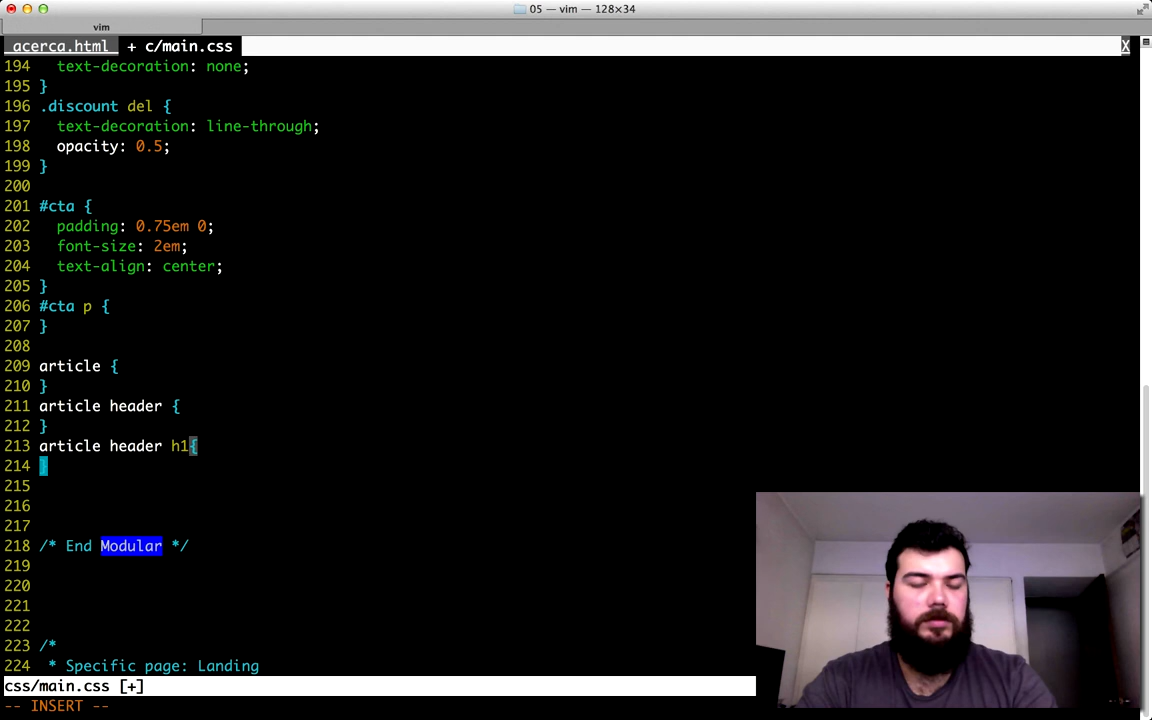 05 — vim — 128×34
vim
acerca.html + c/main.css X
194 text-decoration: none;
195 }
196 .discount del {
197 text-decoration: line-through;
198 opacity: 0.5;
199 }
200
201 #cta {
202 padding: 0.75em 0;
203 font-size: 2em;
204 text-align: center;
205 }
206 #cta p {
207 }
208
209 article {
210 }
211 article header {
212 }
213 article header h1{
214 }
215
216
217
218 /* End Modular */
219
220
221
222
223 /*
224 * Specific page: Landing
css/main.css [+]
-- INSERT --